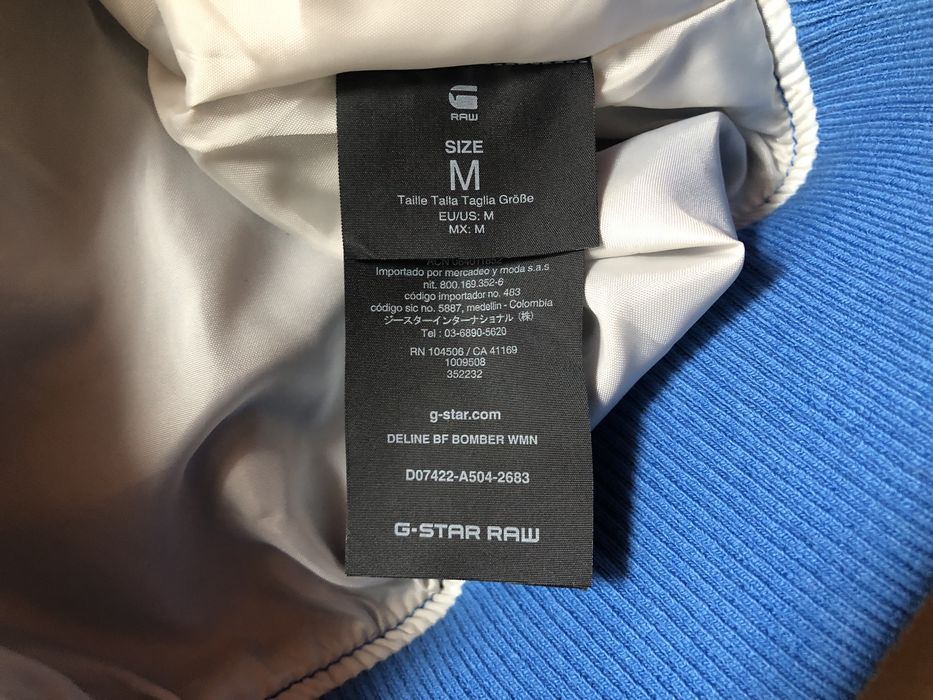 RAW
SIZE
M
Taille Talla Taglia Größe
EU/US: M
MX: M
ACN 084011852
Importado por mercadeo y moda s.a.s
nit. 800.169.352-6
código importador no. 483
código sic no. 5887, medellin - Colombia
ジースターインターナショナル (株)
Tel : 03-6890-5620
RN 104506 / CA 41169
1009508
352232
g-star.com
DELINE BF BOMBER WMN
D07422-A504-2683
G-STAR RAW